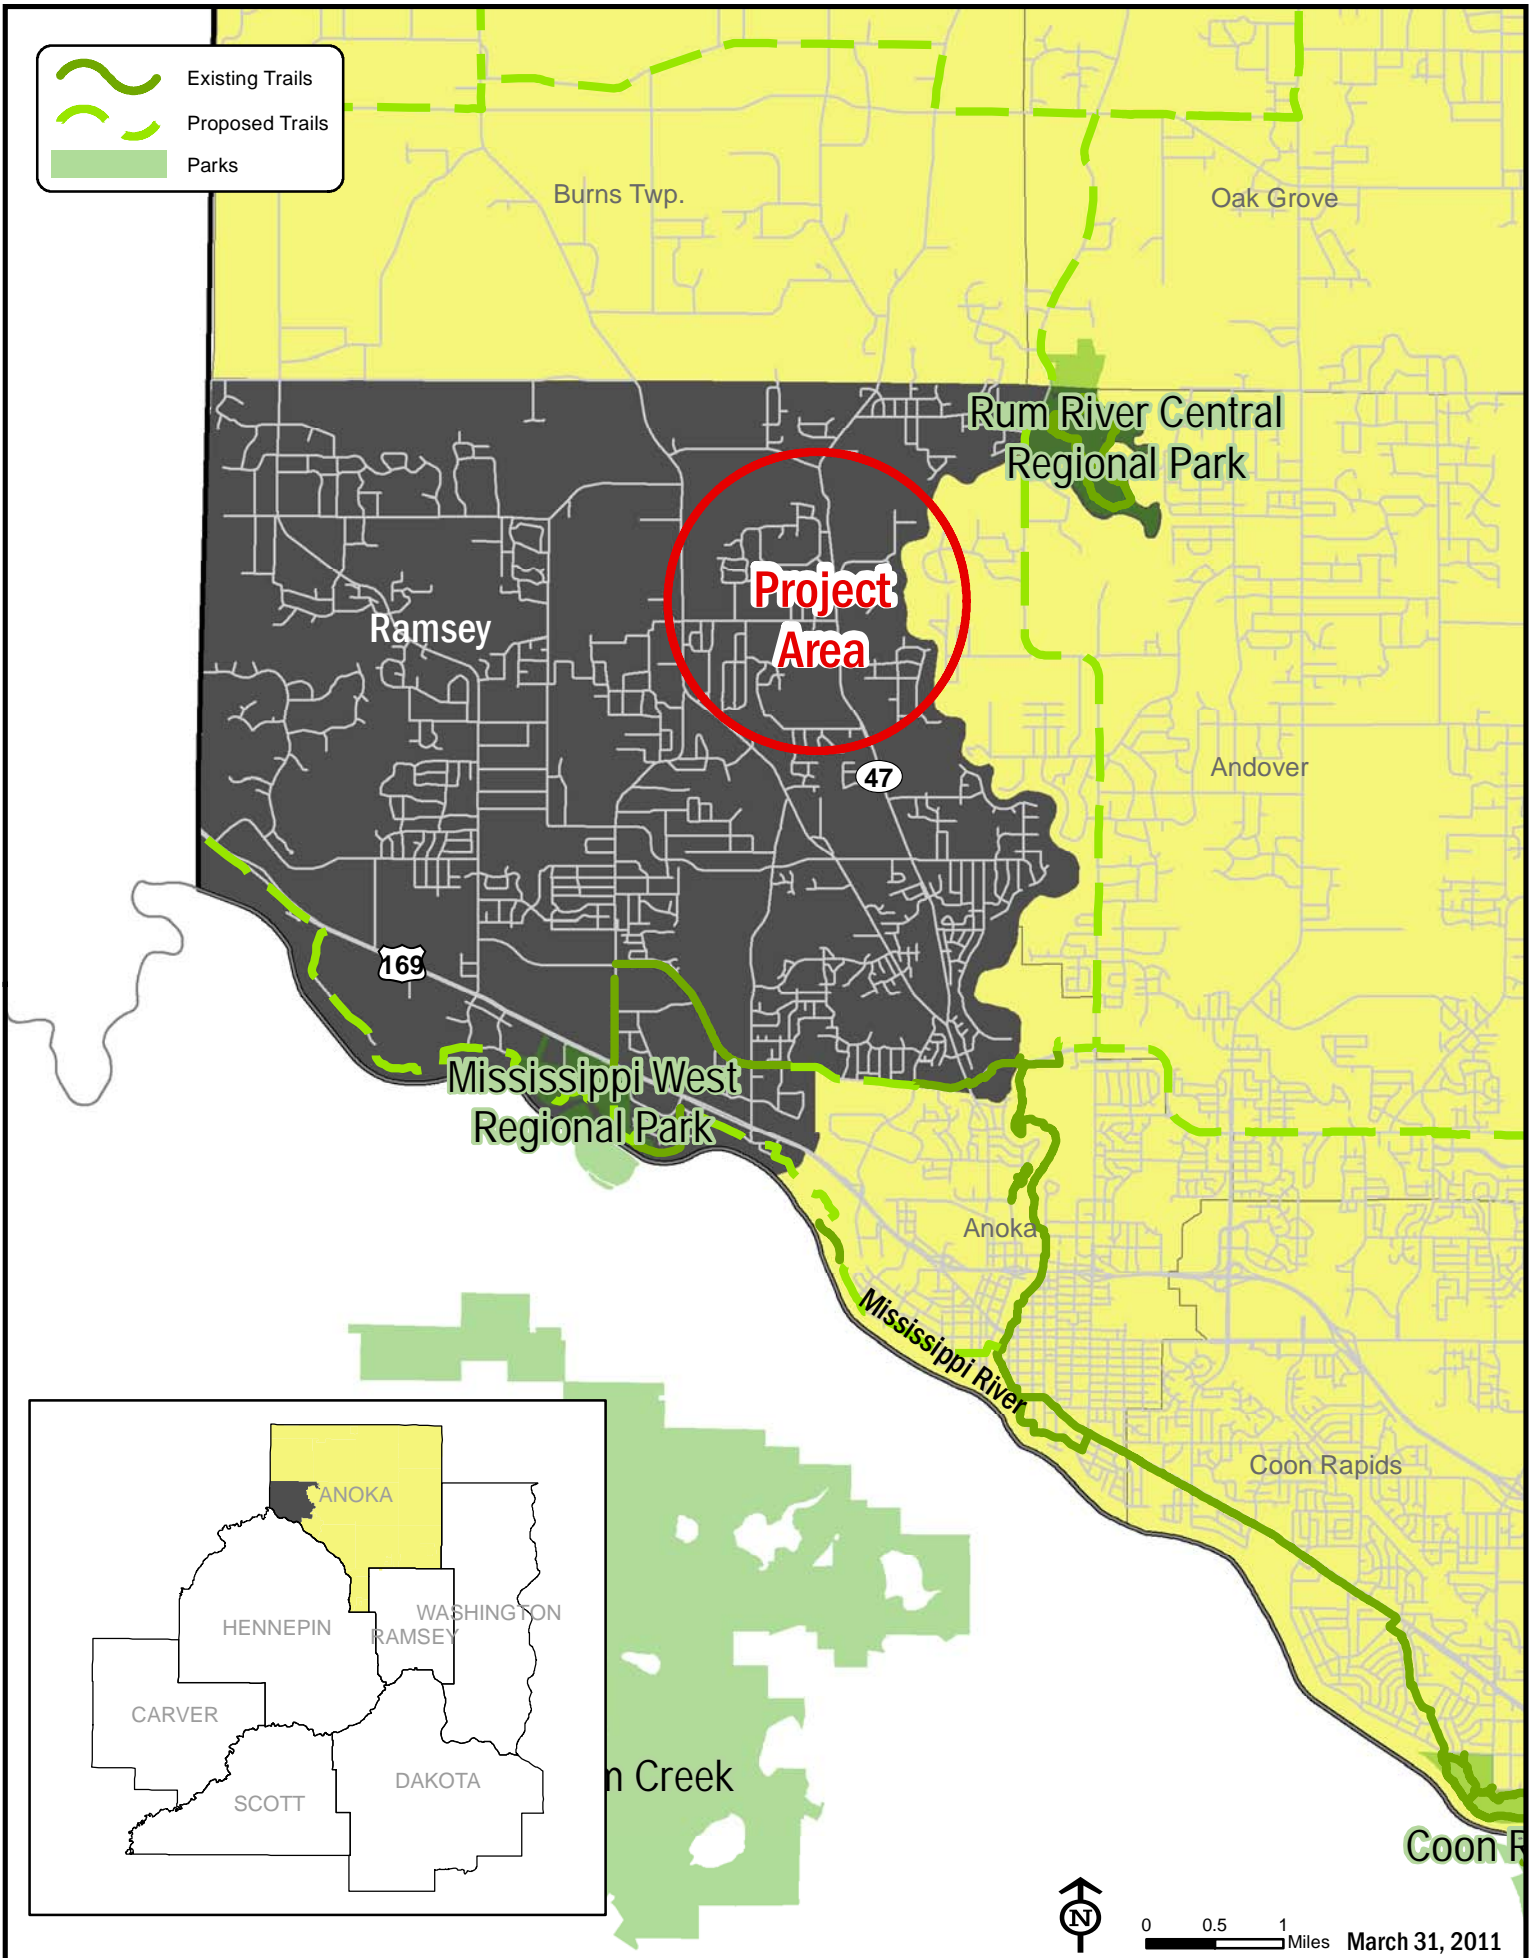 Existing Trails
Proposed Trails
Parks
Burns Twp.
Oak Grove
Rum River Central
Regional Park
Project
Area
Ramsey
47
Andover
169
Mississippi West
Regional Park
Anoka
Mississippi River
Coon Rapids
ANOKA
HENNEPIN
WASHINGTON
RAMSEY
CARVER
SCOTT
DAKOTA
m Creek
Coon R
N
0 0.5 1
Miles
March 31, 2011